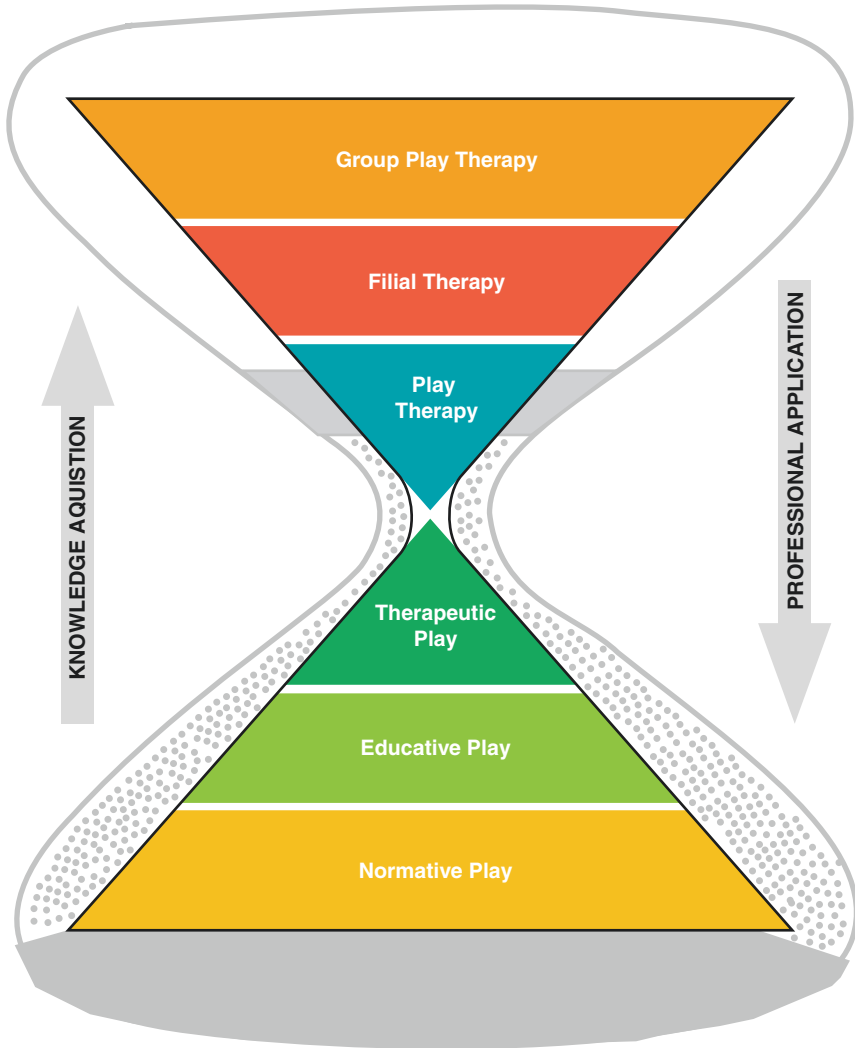 Group Play Therapy
Filial Therapy
Play
Therapy
KNOWLEDGE AQUISTION
PROFESSIONAL APPLICATION
Therapeutic
Play
Educative Play
Normative Play